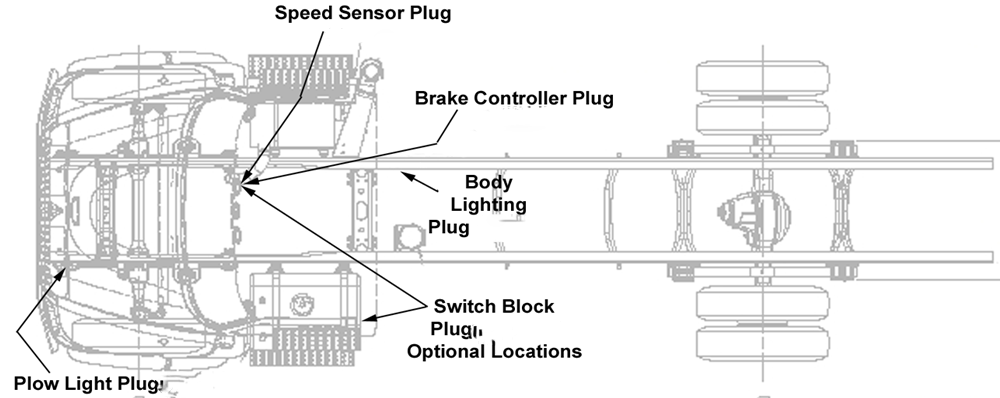 Speed Sensor Plug
Brake Controller Plug
Body
Lighting
Plug
Switch Block
Plug
Optional Locations
Plow Light Plug